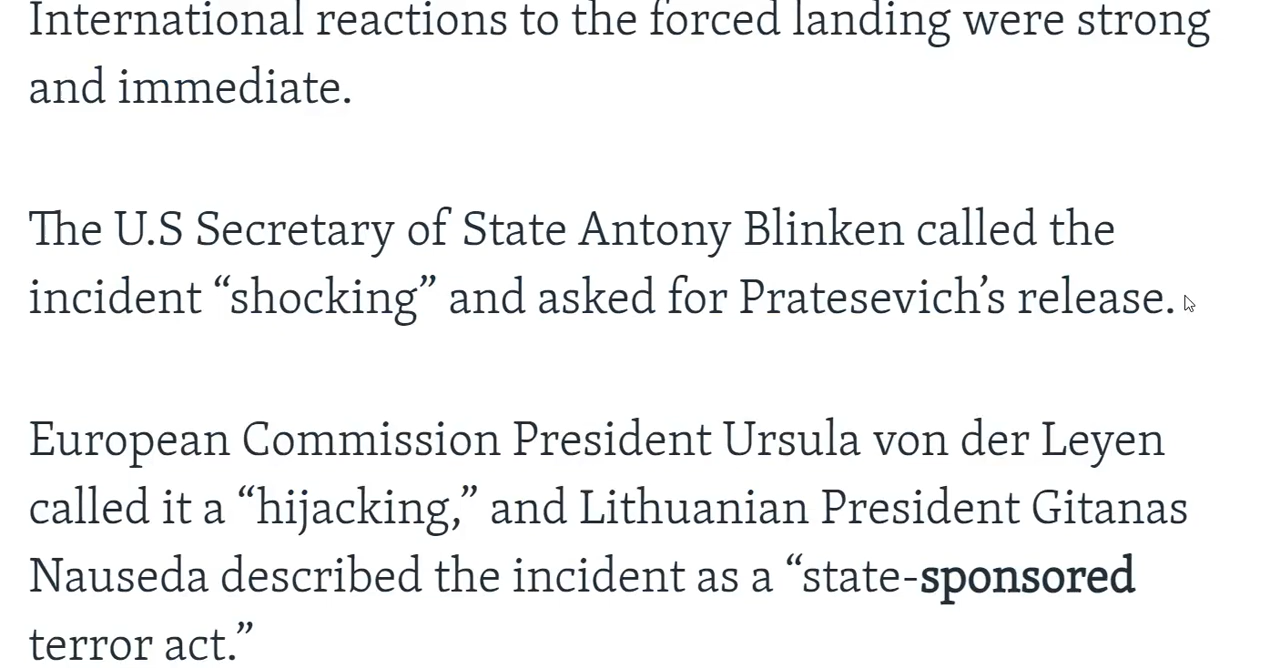 International reactions to the forced landing were strong
and immediate.
The U.S Secretary of State Antony Blinken called the
incident “shocking” and asked for Pratesevich’s release.
European Commission President Ursula von der Leyen
called it a “hijacking,” and Lithuanian President Gitanas
Nauseda described the incident as a “state-sponsored
terror act.”